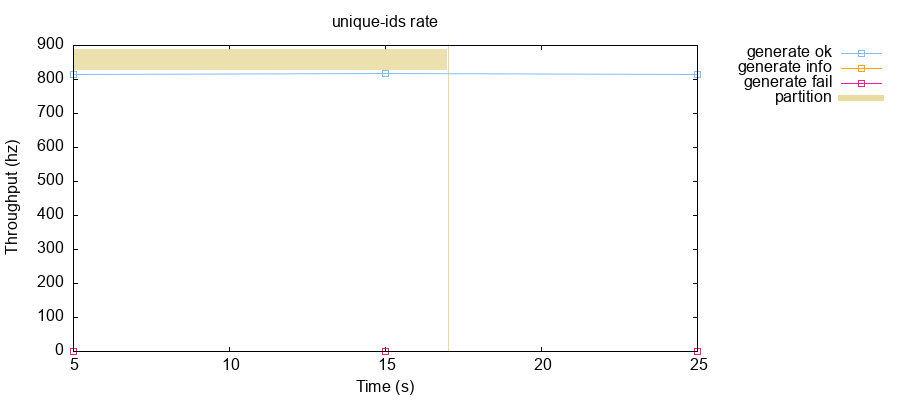 unique-ids rate
900
800
700
600
500
400
300
200
100
0
Throughput (hz)
5
10
15
20
25
Time (s)
generate ok
generate info
generate fail
partition